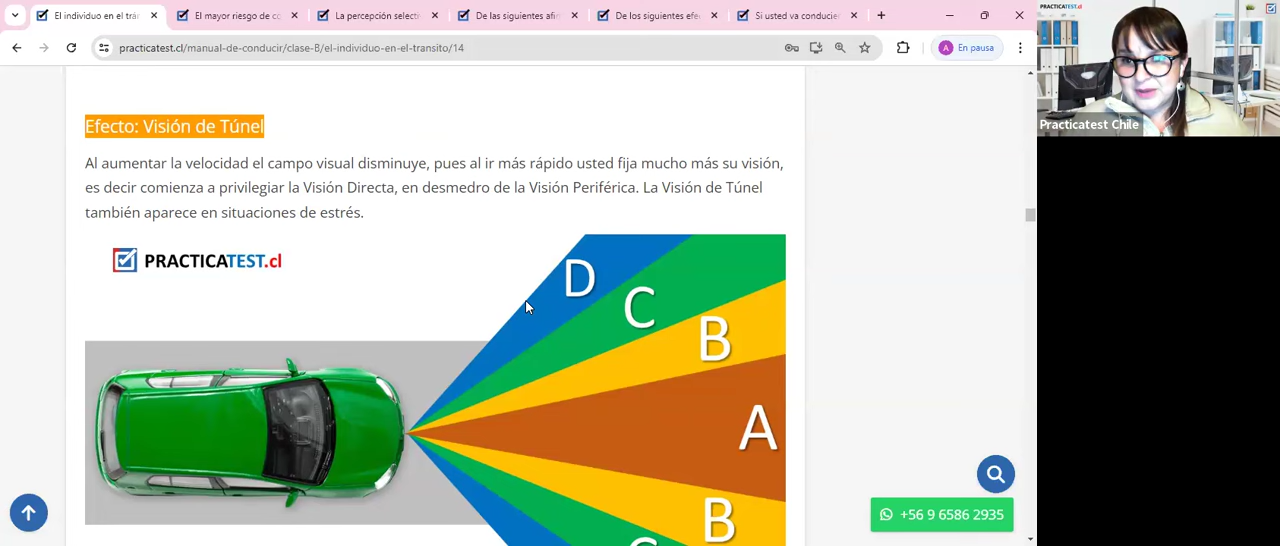 El individuo en el trá
El mayor riesgo de co
La percepción selecti
De las siguientes afi
De los siguientes efe
Si usted va conducie
practicatest.cl/manual-de-conducir/clase-B/el-individuo-en-el-transito/14
A
En pausa
Efecto: Visión de Túnel
Al aumentar la velocidad el campo visual disminuye, pues al ir más rápido usted fija mucho más su visión,
es decir comienza a privilegiar la Visión Directa, en desmedro de la Visión Periférica. La Visión de Túnel
también aparece en situaciones de estrés.
PRACTICATEST.cl
D
C
B
A
B
C
+56 9 6586 2935
PRACTICATEST.cl
Practicatest Chile